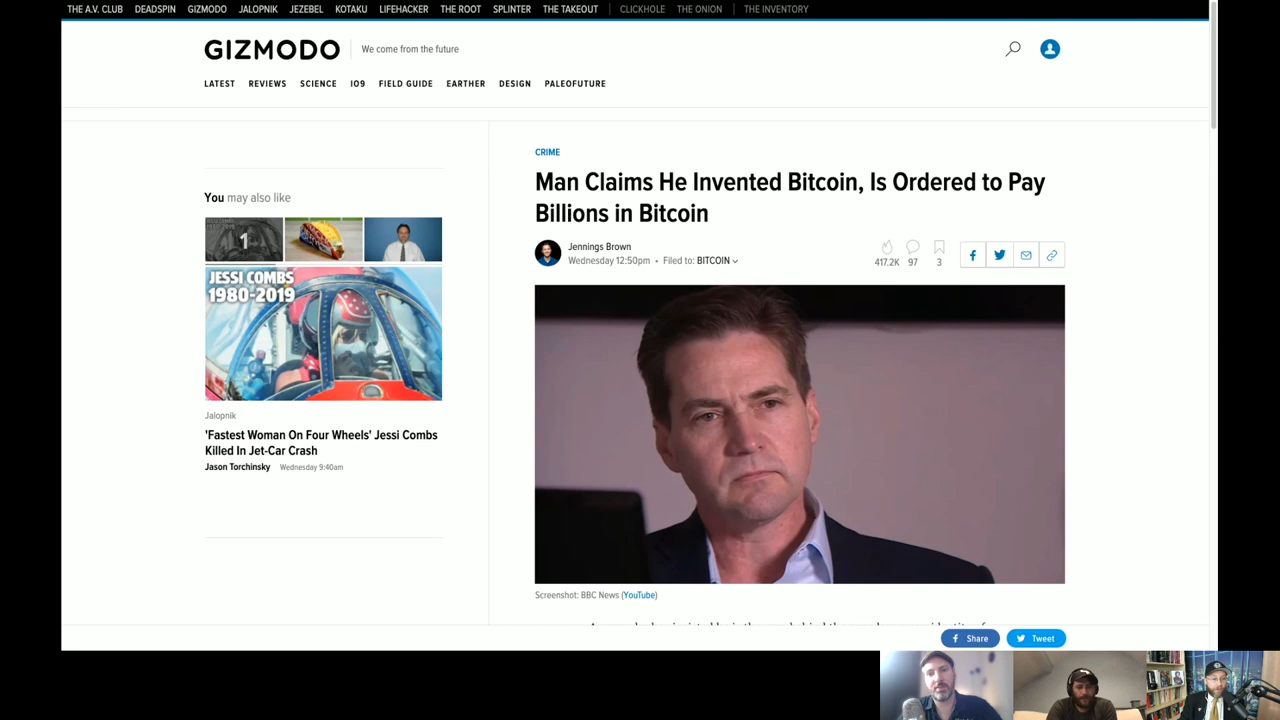 THE A.V. CLUB DEADSPIN GIZMODO JALOPNIK JEZEBEL KOTAKU LIFEHACKER THE ROOT SPLINTER THE TAKEOUT CLICKHOLE THE ONION THE INVENTORY
GIZMODO We come from the future
LATEST REVIEWS SCIENCE IO9 FIELD GUIDE EARTHER DESIGN PALEOFUTURE
CRIME
Man Claims He Invented Bitcoin, Is Ordered to Pay
Billions in Bitcoin
Jennings Brown
Wednesday 12:50pm • Filed to: BITCOIN
417.2K 97 3
You may also like
1
JESSI COMBS
1980-2019
Jalopnik
'Fastest Woman On Four Wheels' Jessi Combs
Killed In Jet-Car Crash
Jason Torchinsky Wednesday 9:40am
Screenshot: BBC News (YouTube)
Share Tweet